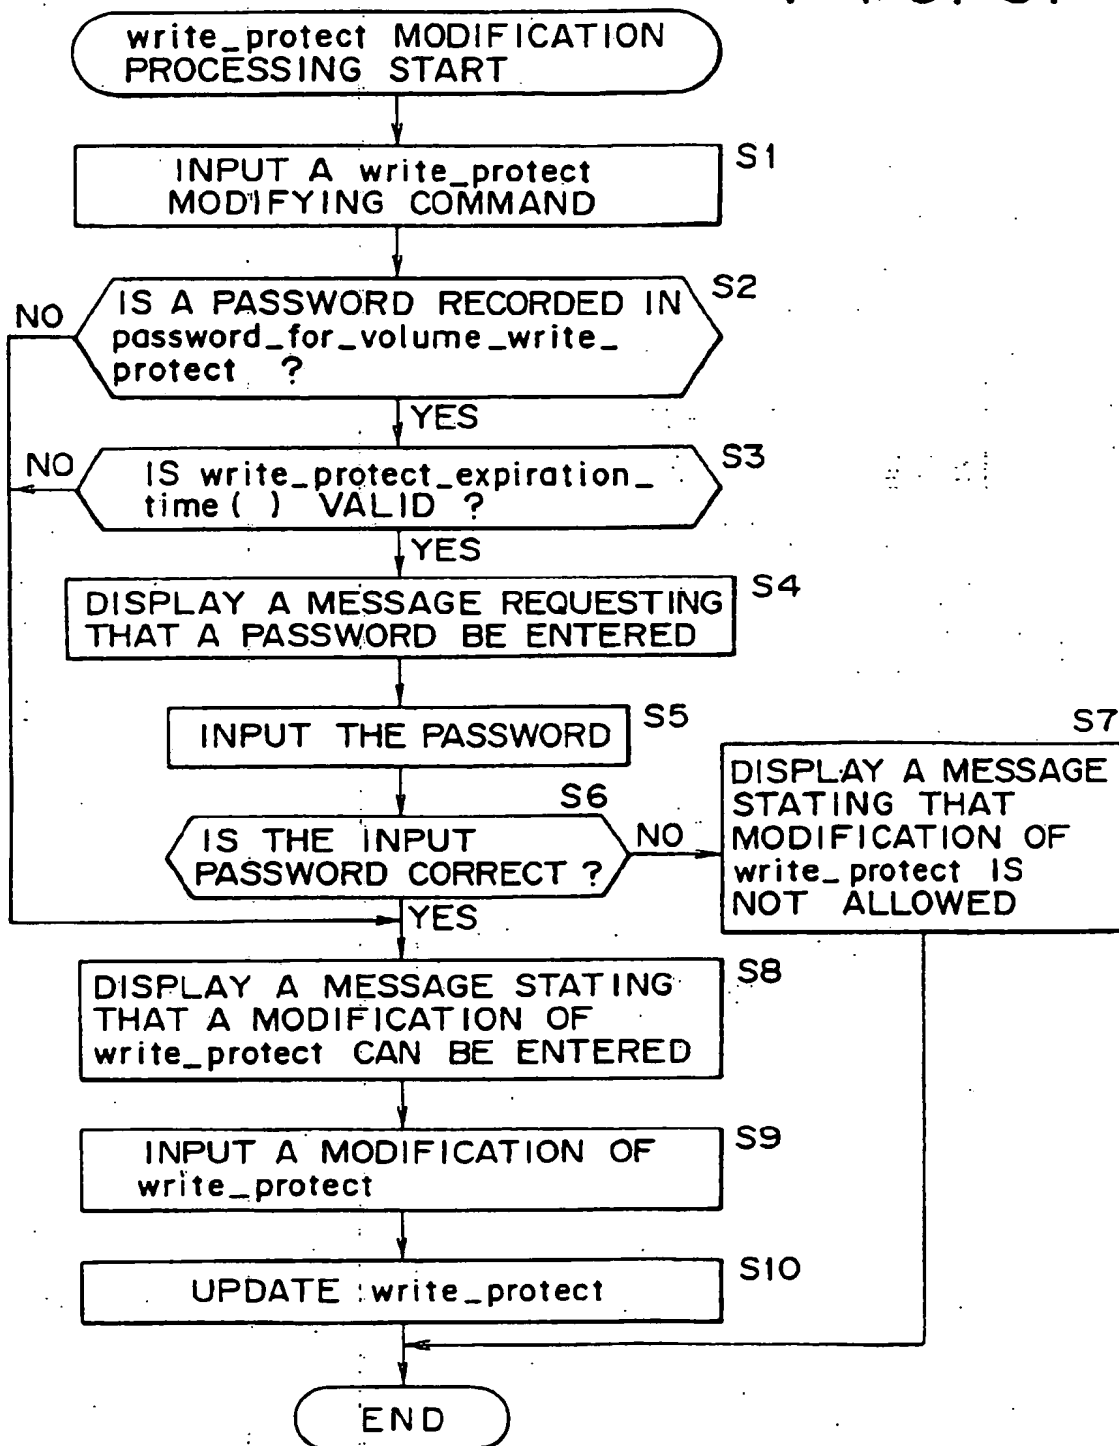 write_protect MODIFICATION
PROCESSING START
S1
INPUT A write_protect
MODIFYING COMMAND
S2
IS A PASSWORD RECORDED IN
password_for_volume_write_
protect ?
NO
YES
S3
IS write_protect_expiration_
time ( ) VALID ?
NO
YES
S4
DISPLAY A MESSAGE REQUESTING
THAT A PASSWORD BE ENTERED
S5
INPUT THE PASSWORD
S6
IS THE INPUT
PASSWORD CORRECT ?
NO
YES
S7
DISPLAY A MESSAGE
STATING THAT
MODIFICATION OF
write_protect IS
NOT ALLOWED
S8
DISPLAY A MESSAGE STATING
THAT A MODIFICATION OF
write_protect CAN BE ENTERED
S9
INPUT A MODIFICATION OF
write_protect
S10
UPDATE write_protect
END